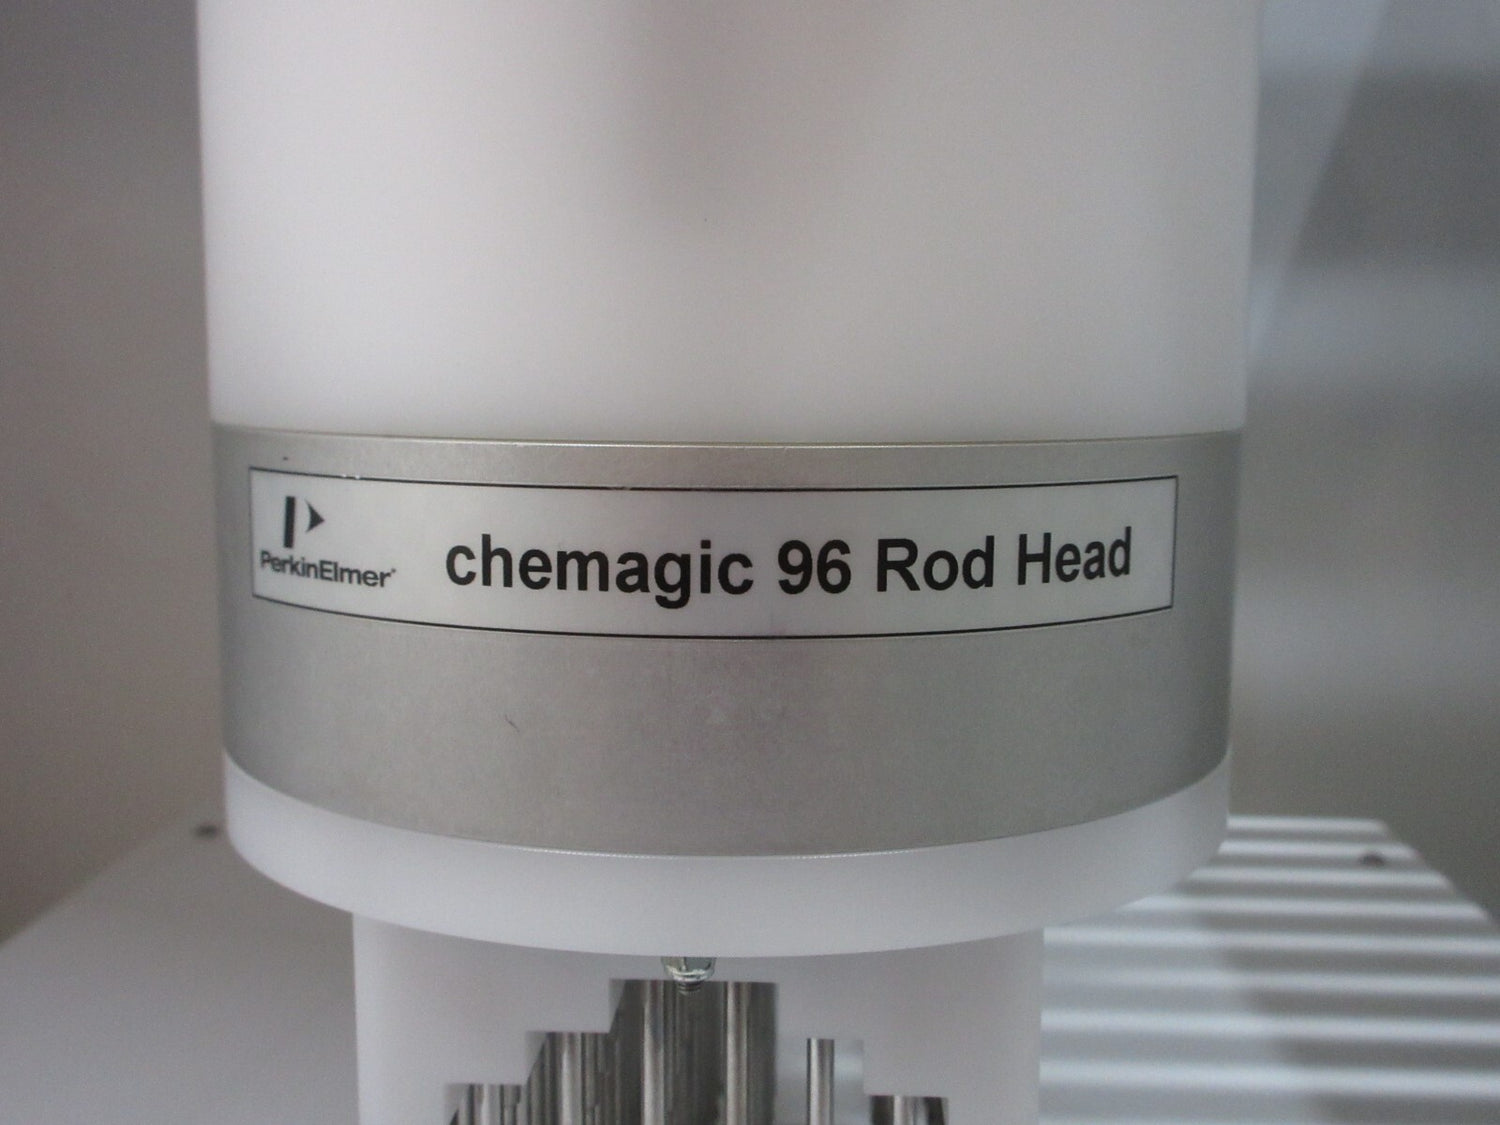 PerkinElmer®
chemagic 96 Rod Head